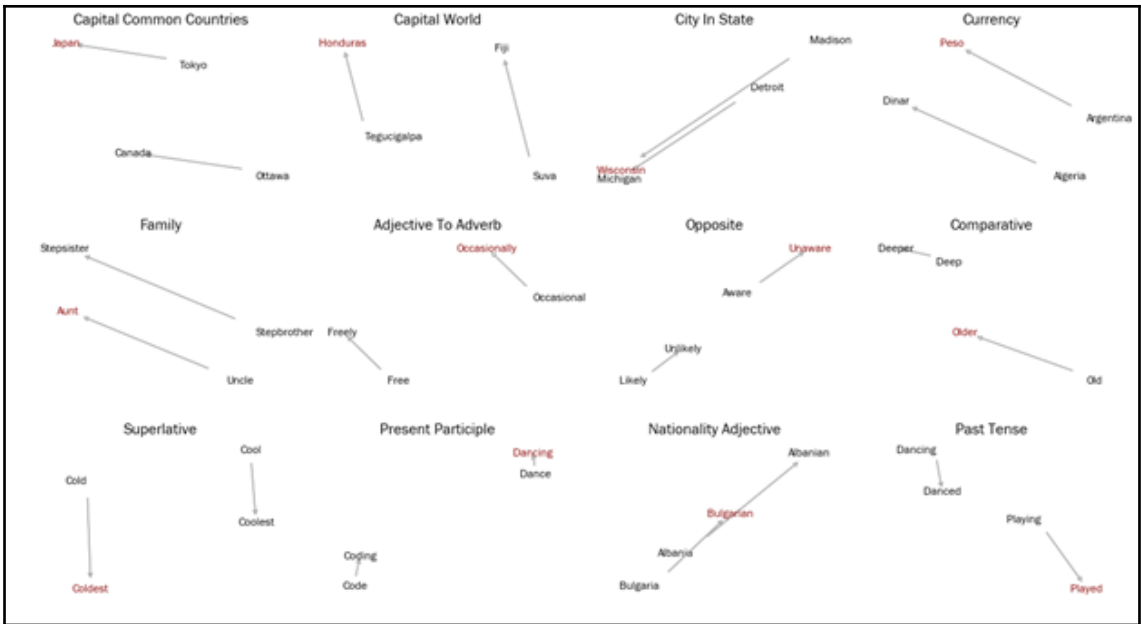 Capital Common Countries
Japan
Tokyo
Canada
Ottawa
Capital World
Honduras
Fiji
Tegucigalpa
Suva
City In State
Madison
Detroit
Wisconsin
Michigan
Currency
Peso
Dinar
Argentina
Algeria
Family
Stepsister
Aunt
Stepbrother
Uncle
Adjective To Adverb
Occasionally
Occasional
Freely
Free
Opposite
Unaware
Aware
Unlikely
Likely
Comparative
Deeper
Deep
Older
Old
Superlative
Cool
Cold
Coolest
Coldest
Present Participle
Dancing
Dance
Coding
Code
Nationality Adjective
Albanian
Bulgarian
Albania
Bulgaria
Past Tense
Dancing
Danced
Playing
Played